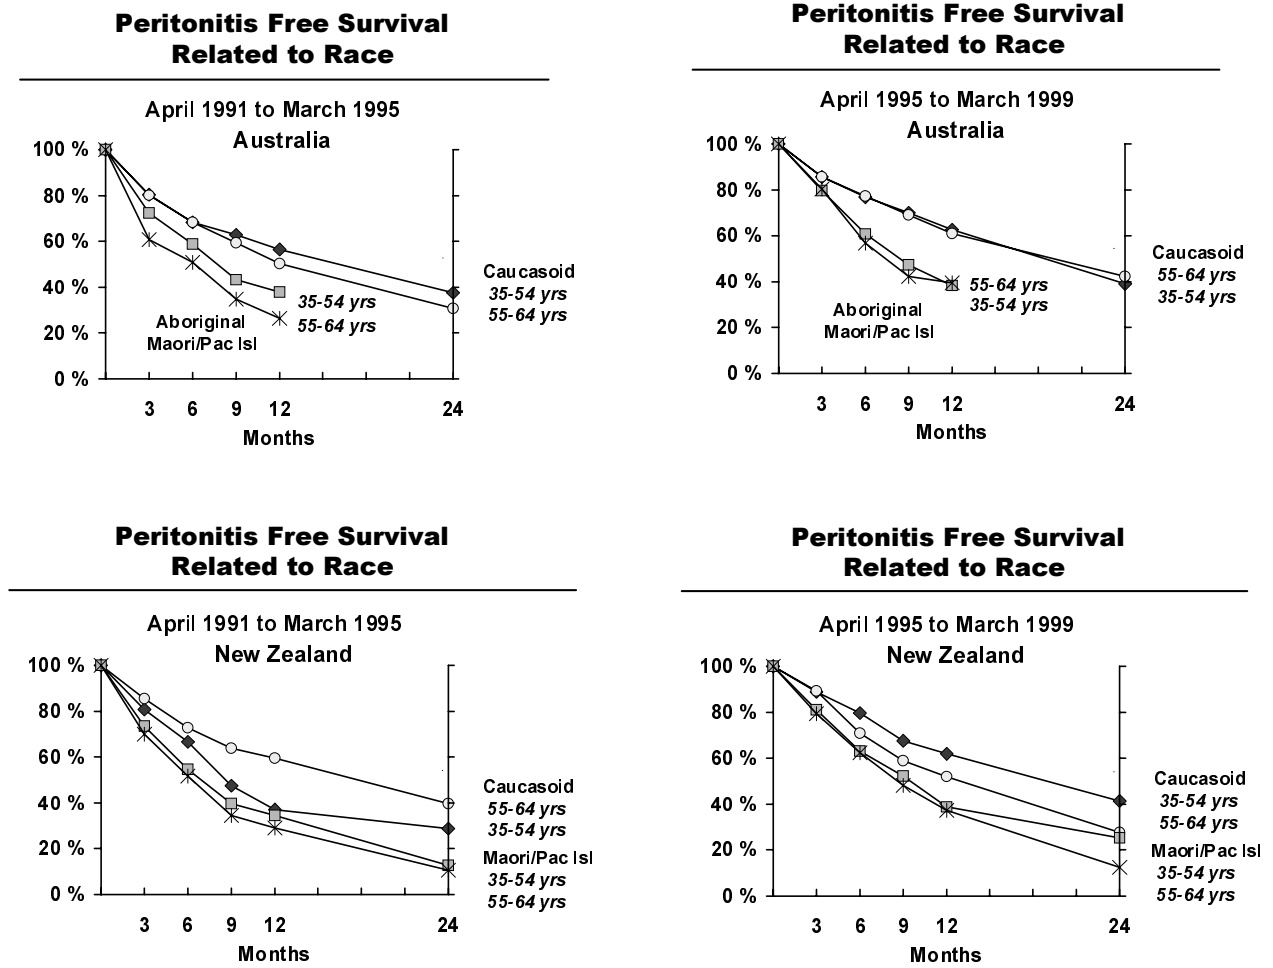 Peritonitis Free Survival
Related to Race
April 1991 to March 1995
Australia
100 %
80 %
60 %
40 %
20 %
0 %
Caucasoid
35-54 yrs
55-64 yrs
35-54 yrs
55-64 yrs
Aboriginal
Maori/Pac Isl
3 6 9 12 24
Months
Peritonitis Free Survival
Related to Race
April 1995 to March 1999
Australia
100 %
80 %
60 %
40 %
20 %
0 %
Caucasoid
55-64 yrs
35-54 yrs
55-64 yrs
35-54 yrs
Aboriginal
Maori/Pac Isl
3 6 9 12 24
Months
Peritonitis Free Survival
Related to Race
April 1991 to March 1995
New Zealand
100 %
80 %
60 %
40 %
20 %
0 %
Caucasoid
55-64 yrs
35-54 yrs
Maori/Pac Isl
35-54 yrs
55-64 yrs
3 6 9 12 24
Months
Peritonitis Free Survival
Related to Race
April 1995 to March 1999
New Zealand
100 %
80 %
60 %
40 %
20 %
0 %
Caucasoid
35-54 yrs
55-64 yrs
Maori/Pac Isl
35-54 yrs
55-64 yrs
3 6 9 12 24
Months